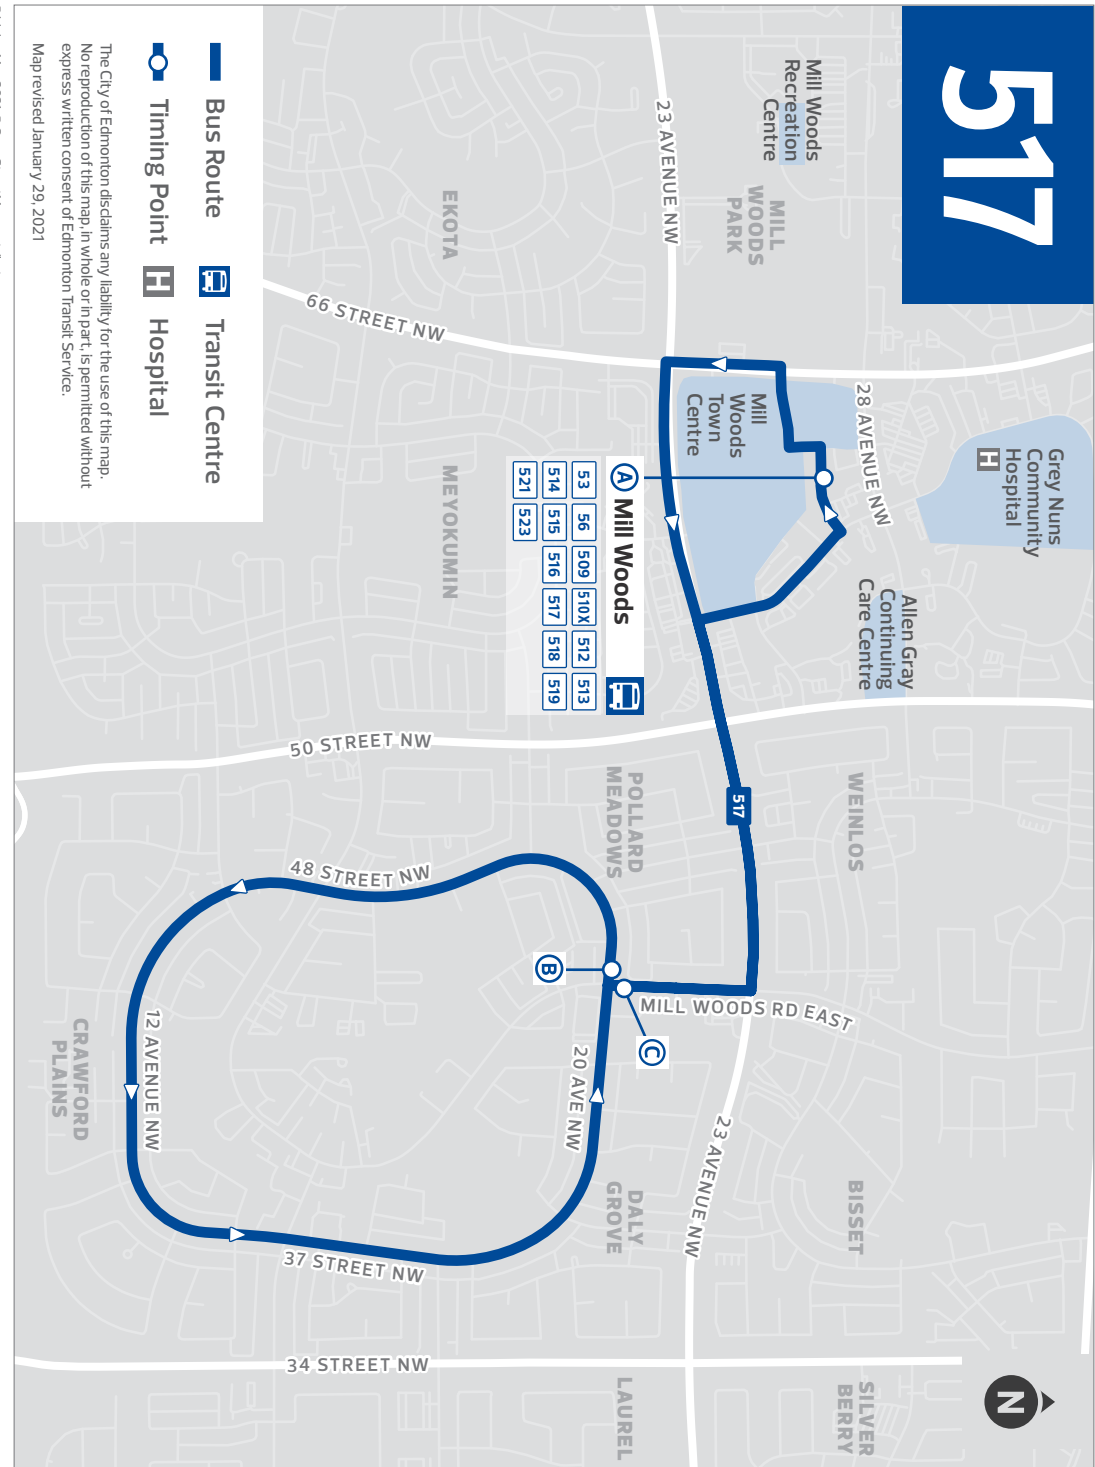 517
Mill Woods
Recreation
Centre
MILL
WOODS
PARK
23 AVENUE NW
EKOTA
66 STREET NW
28 AVENUE NW
Grey Nuns
Community
Hospital
H
Mill
Woods
Town
Centre
Allen Gray
Continuing
Care Centre
A Mill Woods
53 56 509 510X 512 513
514 515 516 517 518 519
521 523
MEYOKUMIN
50 STREET NW
517
WEINLOS
POLLARD
MEADOWS
48 STREET NW
B
C
MILL WOODS RD EAST
20 AVE NW
12 AVENUE NW
CRAWFORD
PLAINS
37 STREET NW
DALY
GROVE
23 AVENUE NW
BISSET
34 STREET NW
LAUREL
SILVER
BERRY
N
Bus Route
Transit Centre
Timing Point
H Hospital
The City of Edmonton disclaims any liability for the use of this map.
No reproduction of this map, in whole or in part, is permitted without
express written consent of Edmonton Transit Service.
Map revised January 29, 2021